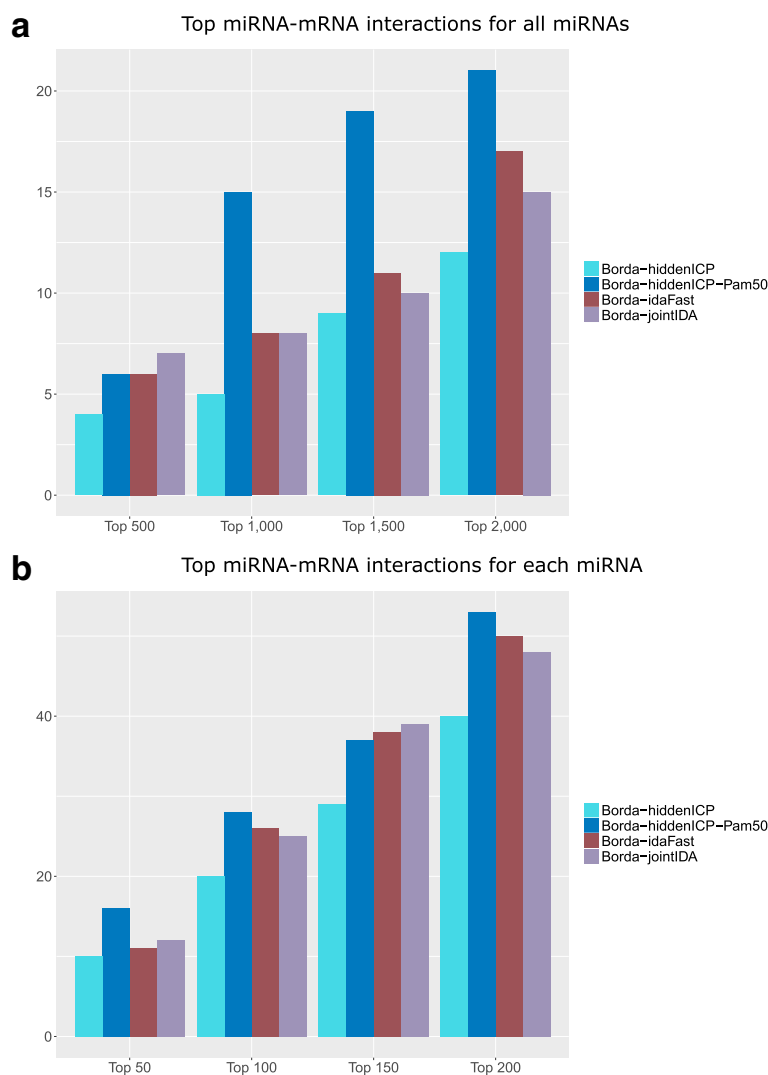 a
Top miRNA-mRNA interactions for all miRNAs
20
15
10
5
0
Top 500
Top 1,000
Top 1,500
Top 2,000
Borda−hiddenICP
Borda−hiddenICP−Pam50
Borda−idaFast
Borda−jointIDA
b
Top miRNA-mRNA interactions for each miRNA
40
20
0
Top 50
Top 100
Top 150
Top 200
Borda−hiddenICP
Borda−hiddenICP−Pam50
Borda−idaFast
Borda−jointIDA